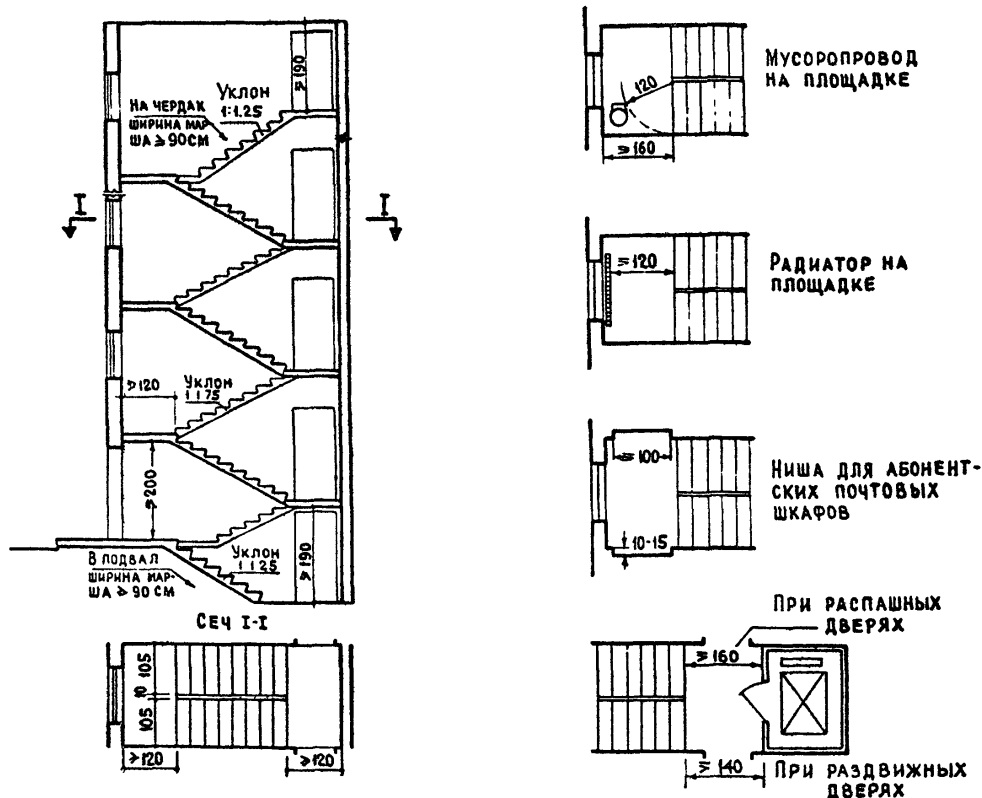 ≥190
Уклон
1:1.25
На чердак
ширина мар
ша ≥ 90 см
I
I
≥120
Уклон
1:1.75
≥200
В подвал
ширина мар-
ша ≥ 90 см
Уклон
1:1.25
≥190
Сеч I-I
105
10
105
≥120
≥120
Мусоропровод
на площадке
120
≥160
Радиатор на
площадке
=120
Ниша для абонент-
ских почтовых
шкафов
100
10-15
При распашных
дверях
≥160
≥140
При раздвижных
дверях